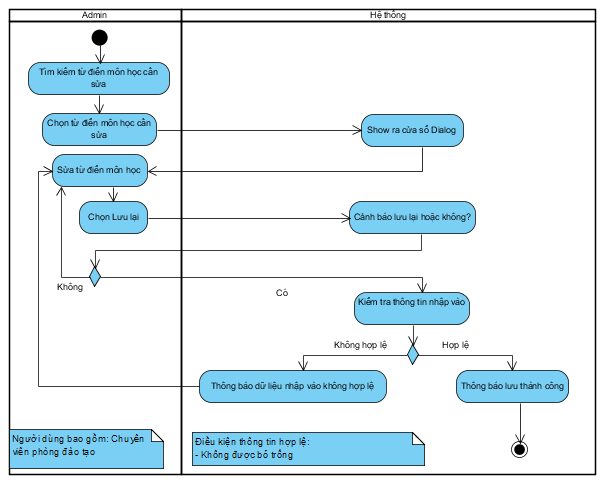 Admin
Hệ thống
Tìm kiếm từ điển môn học cần
sửa
Chọn từ điển môn học cần
sửa
Show ra cửa sổ Dialog
Sửa từ điển môn học
Chọn Lưu lại
Cảnh báo lưu lại hoặc không?
Không
Có
Kiểm tra thông tin nhập vào
Không hợp lệ
Hợp lệ
Thông báo dữ liệu nhập vào không hợp lệ
Thông báo lưu thành công
Người dùng bao gồm: Chuyên
viên phòng đào tạo
Điều kiện thông tin hợp lệ:
- Không được bỏ trống